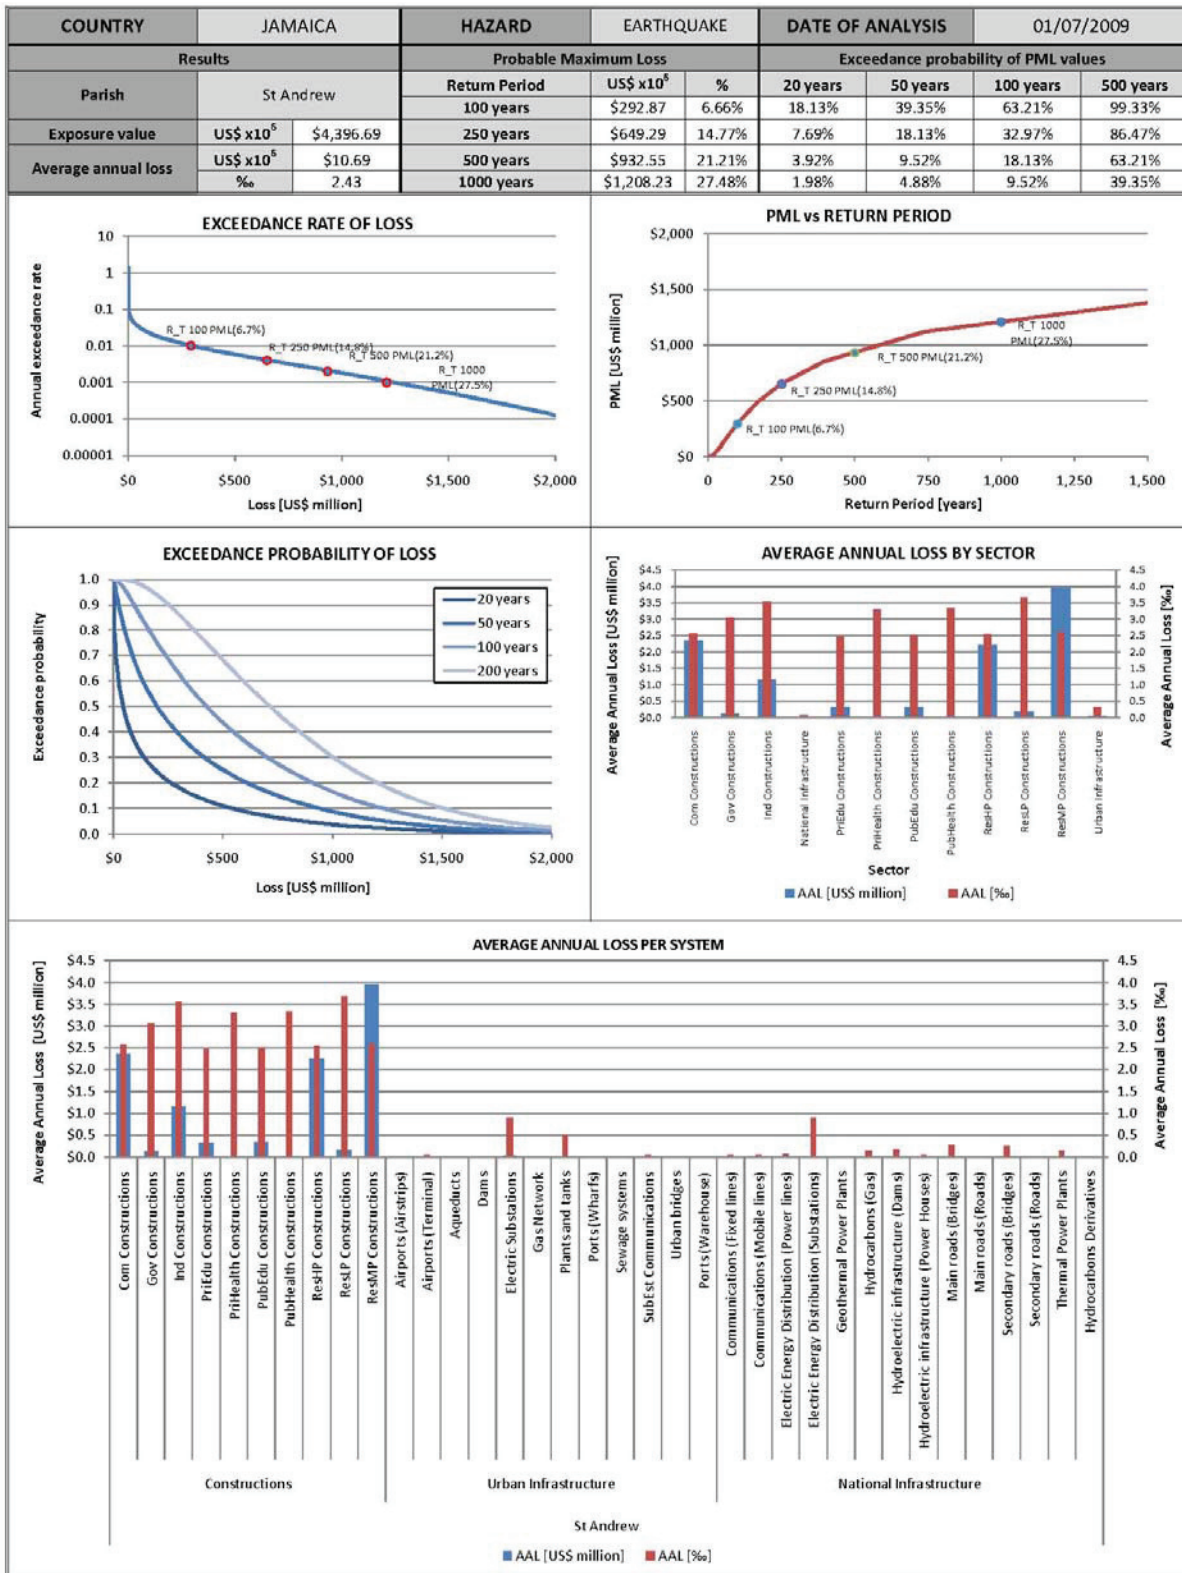 COUNTRY JAMAICA HAZARD EARTHQUAKE DATE OF ANALYSIS 01/07/2009
Results Probable Maximum Loss Exceedance probability of PML values
Parish St Andrew Return Period US$ x10⁶ % 20 years 50 years 100 years 500 years
100 years $292.87 6.66% 18.13% 39.35% 63.21% 99.33%
Exposure value US$ x10⁶ $4,396.69 250 years $649.29 14.77% 7.69% 18.13% 32.97% 86.47%
Average annual loss US$ x10⁶ $10.69 500 years $932.55 21.21% 3.92% 9.52% 18.13% 63.21%
‰ 2.43 1000 years $1,208.23 27.48% 1.98% 4.88% 9.52% 39.35%
EXCEEDANCE RATE OF LOSS
Annual exceedance rate
10
1
0.1
0.01
0.001
0.0001
0.00001
R_T 100 PML(6.7%)
R_T 250 PML(14.8%)
R_T 500 PML(21.2%)
R_T 1000
PML(27.5%)
$0 $500 $1,000 $1,500 $2,000
Loss [US$ million]
PML vs RETURN PERIOD
PML [US$ million]
$2,000
$1,500
$1,000
$500
$0
R_T 1000
PML(27.5%)
R_T 500 PML(21.2%)
R_T 250 PML(14.8%)
R_T 100 PML(6.7%)
0 250 500 750 1,000 1,250 1,500
Return Period [years]
EXCEEDANCE PROBABILITY OF LOSS
Exceedance probability
1.0
0.9
0.8
0.7
0.6
0.5
0.4
0.3
0.2
0.1
0.0
20 years
50 years
100 years
200 years
$0 $500 $1,000 $1,500 $2,000
Loss [US$ million]
AVERAGE ANNUAL LOSS BY SECTOR
Average Annual Loss [US$ million]
$4.5 4.5
$4.0 4.0
$3.5 3.5
$3.0 3.0
$2.5 2.5
$2.0 2.0
$1.5 1.5
$1.0 1.0
$0.5 0.5
$0.0 0.0
Average Annual Loss [‰]
Com Constructions
Gov Constructions
Ind Constructions
National Infrastructure
PriEdu Constructions
PriHealth Constructions
PubEdu Constructions
PubHealth Constructions
ResHP Constructions
ResLP Constructions
ResMP Constructions
Urban Infrastructure
Sector
AAL [US$ million] AAL [‰]
AVERAGE ANNUAL LOSS PER SYSTEM
Average Annual Loss [US$ million]
$4.5 4.5
$4.0 4.0
$3.5 3.5
$3.0 3.0
$2.5 2.5
$2.0 2.0
$1.5 1.5
$1.0 1.0
$0.5 0.5
$0.0 0.0
Average Annual Loss [‰]
Com Constructions
Gov Constructions
Ind Constructions
PriEdu Constructions
PriHealth Constructions
PubEdu Constructions
PubHealth Constructions
ResHP Constructions
ResLP Constructions
ResMP Constructions
Airports (Airstrips)
Airports (Terminal)
Aqueducts
Dams
Electric Substations
Gas Network
Plants and tanks
Ports (Wharfs)
Sewage systems
SubEst Communications
Urban bridges
Ports (Warehouse)
Communications (Fixed lines)
Communications (Mobile lines)
Electric Energy Distribution (Power lines)
Electric Energy Distribution (Substations)
Geothermal Power Plants
Hydrocarbons (Gas)
Hydroelectric infrastructure (Dams)
Hydroelectric infrastructure (Power Houses)
Main roads (Bridges)
Main roads (Roads)
Secondary roads (Bridges)
Secondary roads (Roads)
Thermal Power Plants
Hydrocarbons Derivatives
Constructions Urban Infrastructure National Infrastructure
St Andrew
AAL [US$ million] AAL [‰]